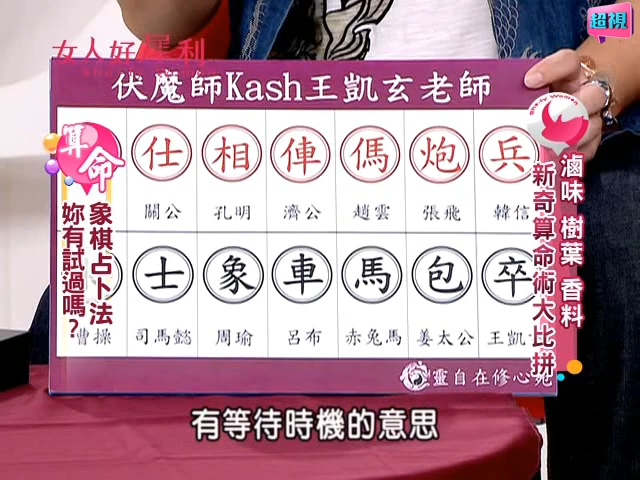 女人好犀利
超視
伏魔師Kash王凱玄老師
仕 相 俥 傌 炮 兵
關公 孔明 濟公 趙雲 張飛 韓信
士 象 車 馬 包 卒
曹操 司馬懿 周瑜 呂布 赤兔馬 姜太公 王凱
靈自在修心苑
算命
象棋占卜法
妳有試過嗎?
滷味 樹葉 香料
新奇算命術大比拼
有等待時機的意思